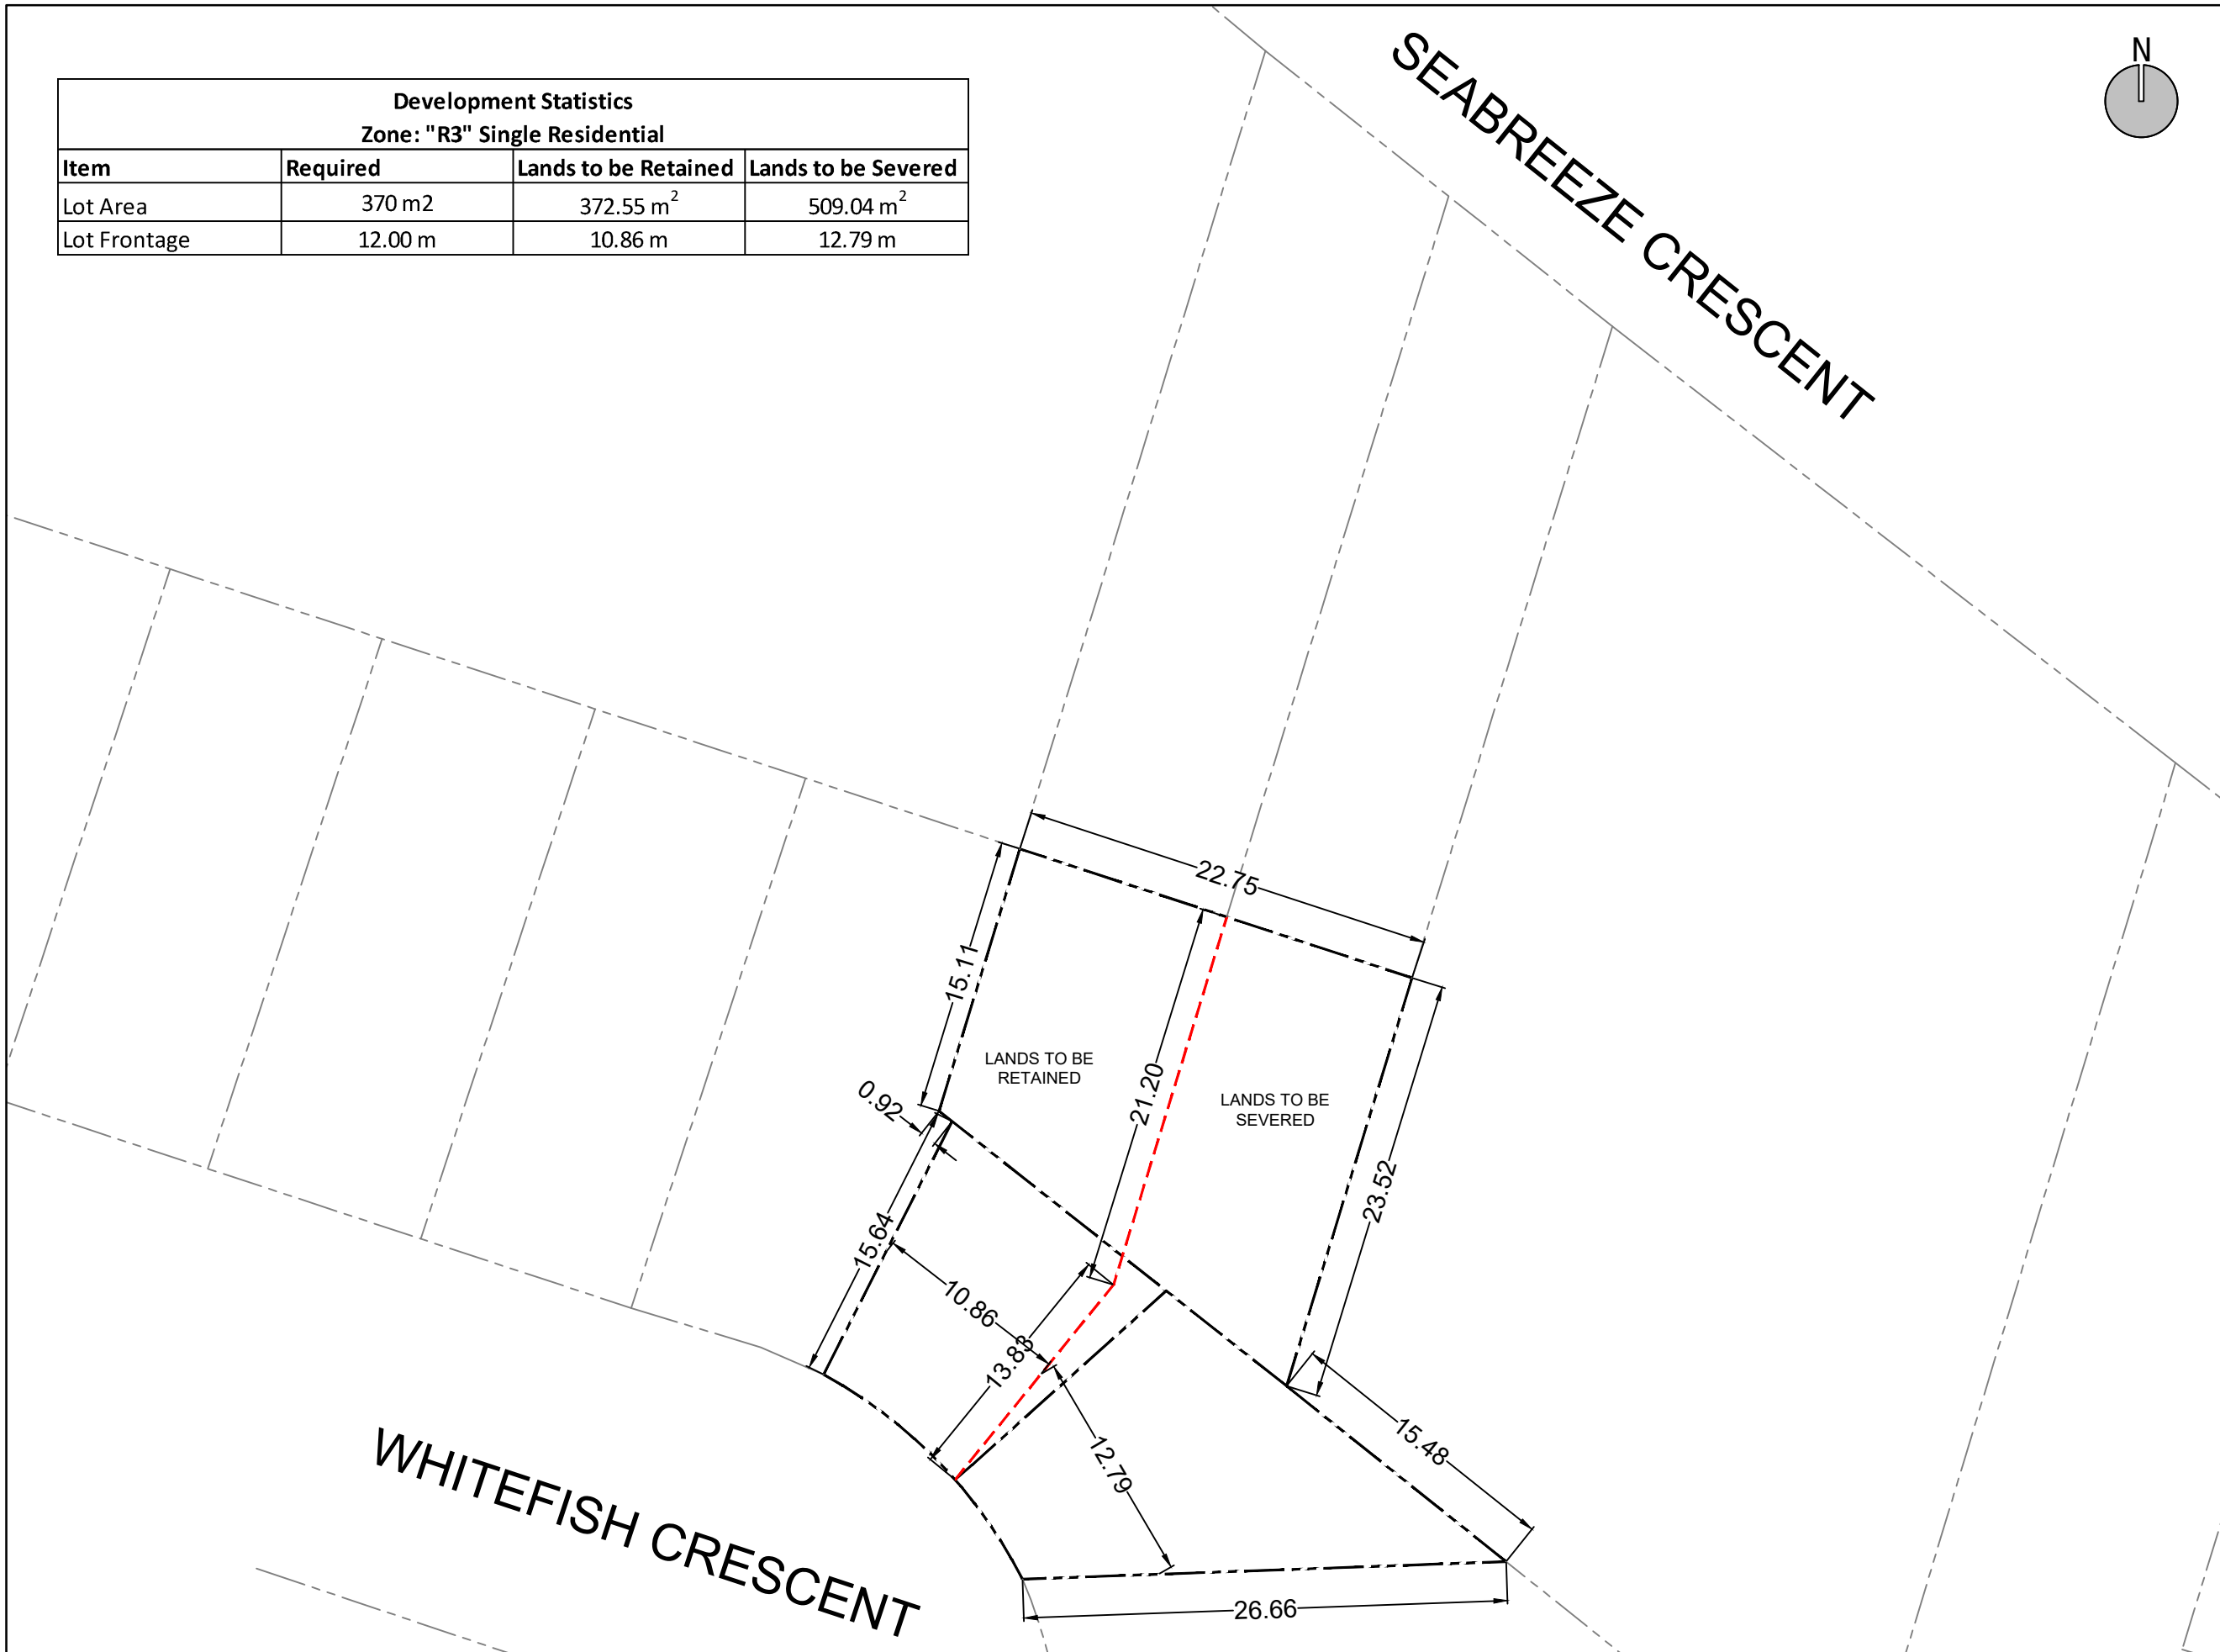 SEABREEZE CRESCENT
N
Development Statistics
Zone: "R3" Single Residential
Item Required Lands to be Retained Lands to be Severed
Lot Area 370 m2 372.55 m² 509.04 m²
Lot Frontage 12.00 m 10.86 m 12.79 m
22.75
15.11
LANDS TO BE
RETAINED
21.20
LANDS TO BE
SEVERED
0.92
23.52
15.64
10.86
13.83
12.79
15.48
WHITEFISH CRESCENT
26.66